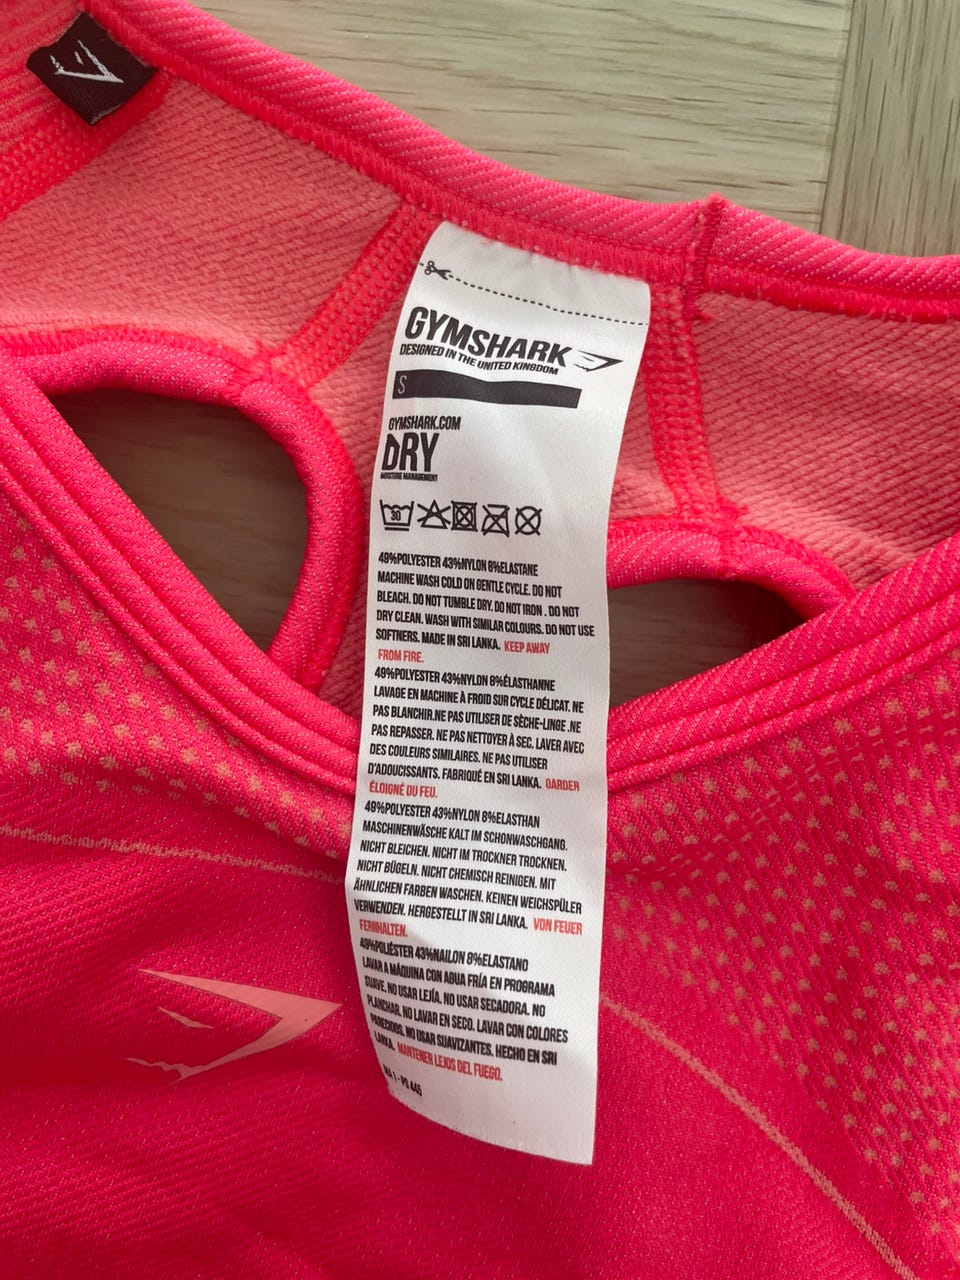 GYMSHARK
DESIGNED IN THE UNITED KINGDOM
S
GYMSHARK.COM
DRY
MOISTURE MANAGEMENT
30
49%POLYESTER 43%NYLON 8%ELASTANE
MACHINE WASH COLD ON GENTLE CYCLE. DO NOT
BLEACH. DO NOT TUMBLE DRY. DO NOT IRON . DO NOT
DRY CLEAN. WASH WITH SIMILAR COLOURS. DO NOT USE
SOFTNERS. MADE IN SRI LANKA. KEEP AWAY
FROM FIRE.
49%POLYESTER 43%NYLON 8%ÉLASTHANNE
LAVAGE EN MACHINE À FROID SUR CYCLE DÉLICAT. NE
PAS BLANCHIR.NE PAS UTILISER DE SÈCHE-LINGE .NE
PAS REPASSER. NE PAS NETTOYER À SEC. LAVER AVEC
DES COULEURS SIMILAIRES. NE PAS UTILISER
D'ADOUCISSANTS. FABRIQUÉ EN SRI LANKA. GARDER
ÉLOIGNÉ DU FEU.
49%POLYESTER 43%NYLON 8%ELASTHAN
MASCHINENWÄSCHE KALT IM SCHONWASCHGANG.
NICHT BLEICHEN. NICHT IM TROCKNER TROCKNEN.
NICHT BÜGELN. NICHT CHEMISCH REINIGEN. MIT
ÄHNLICHEN FARBEN WASCHEN. KEINEN WEICHSPÜLER
VERWENDEN. HERGESTELLT IN SRI LANKA. VON FEUER
FERNHALTEN.
49%POLIÉSTER 43%NAILON 8%ELASTANO
LAVAR A MÁQUINA CON AGUA FRÍA EN PROGRAMA
SUAVE. NO USAR LEJÍA. NO USAR SECADORA. NO
PLANCHAR. NO LAVAR EN SECO. LAVAR CON COLORES
PARECIDOS. NO USAR SUAVIZANTES. HECHO EN SRI
LANKA. MANTENER LEJOS DEL FUEGO.
1 - PO 445